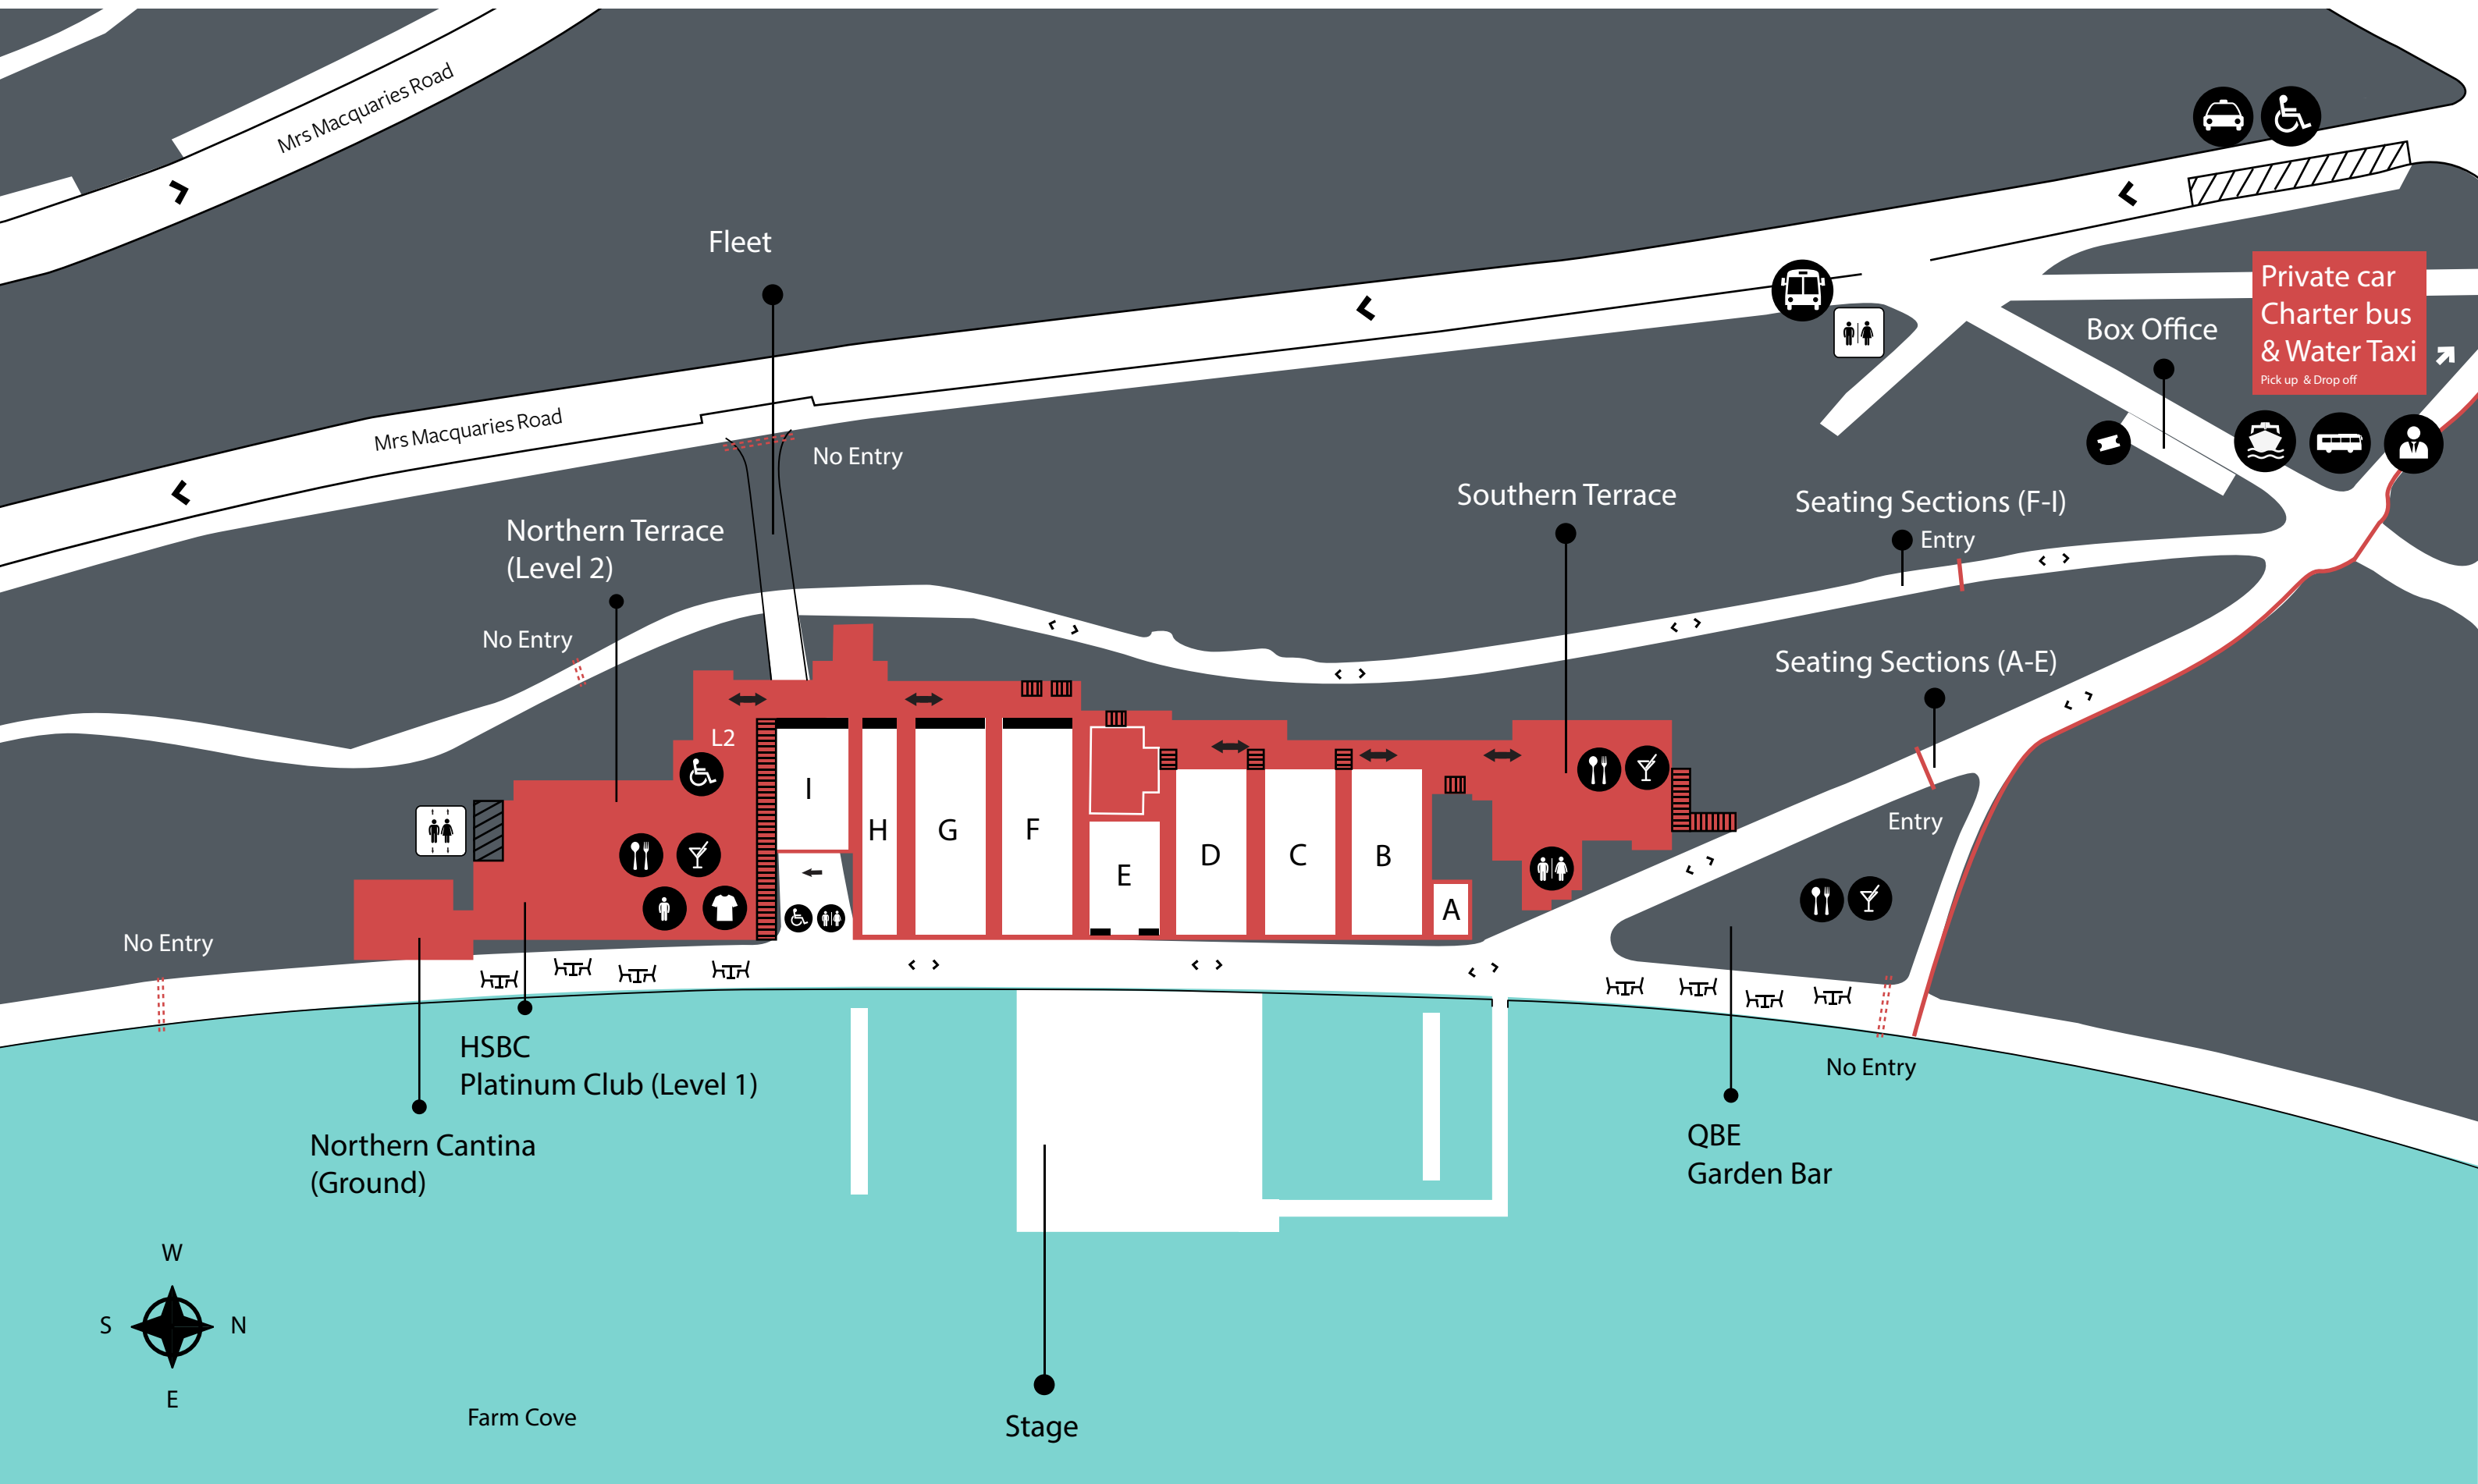 Mrs Macquaries Road
Fleet
Private car
Charter bus
& Water Taxi
Pick up & Drop off
Box Office
Mrs Macquaries Road
No Entry
Southern Terrace
Seating Sections (F-I)
Entry
Northern Terrace
(Level 2)
No Entry
Seating Sections (A-E)
L2
I
H
G
F
E
D
C
B
A
Entry
No Entry
HSBC
Platinum Club (Level 1)
No Entry
Northern Cantina
(Ground)
QBE
Garden Bar
W
S N
E
Farm Cove
Stage